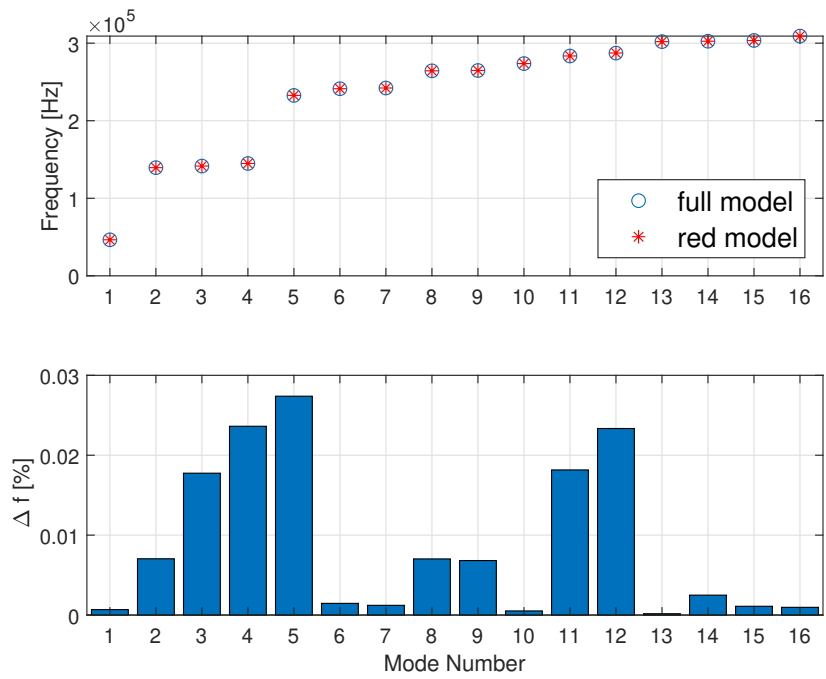 ×10⁵
Frequency [Hz]
3
2
1
0
full model
red model
1 2 3 4 5 6 7 8 9 10 11 12 13 14 15 16
Δ f [%]
0.03
0.02
0.01
0
1 2 3 4 5 6 7 8 9 10 11 12 13 14 15 16
Mode Number